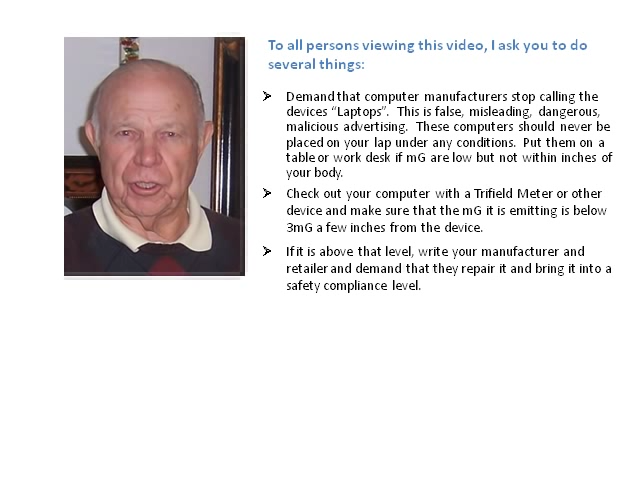 To all persons viewing this video, I ask you to do
several things:
➢ Demand that computer manufacturers stop calling the
devices “Laptops”. This is false, misleading, dangerous,
malicious advertising. These computers should never be
placed on your lap under any conditions. Put them on a
table or work desk if mG are low but not within inches of
your body.
➢ Check out your computer with a Trifield Meter or other
device and make sure that the mG it is emitting is below
3mG a few inches from the device.
➢ If it is above that level, write your manufacturer and
retailer and demand that they repair it and bring it into a
safety compliance level.